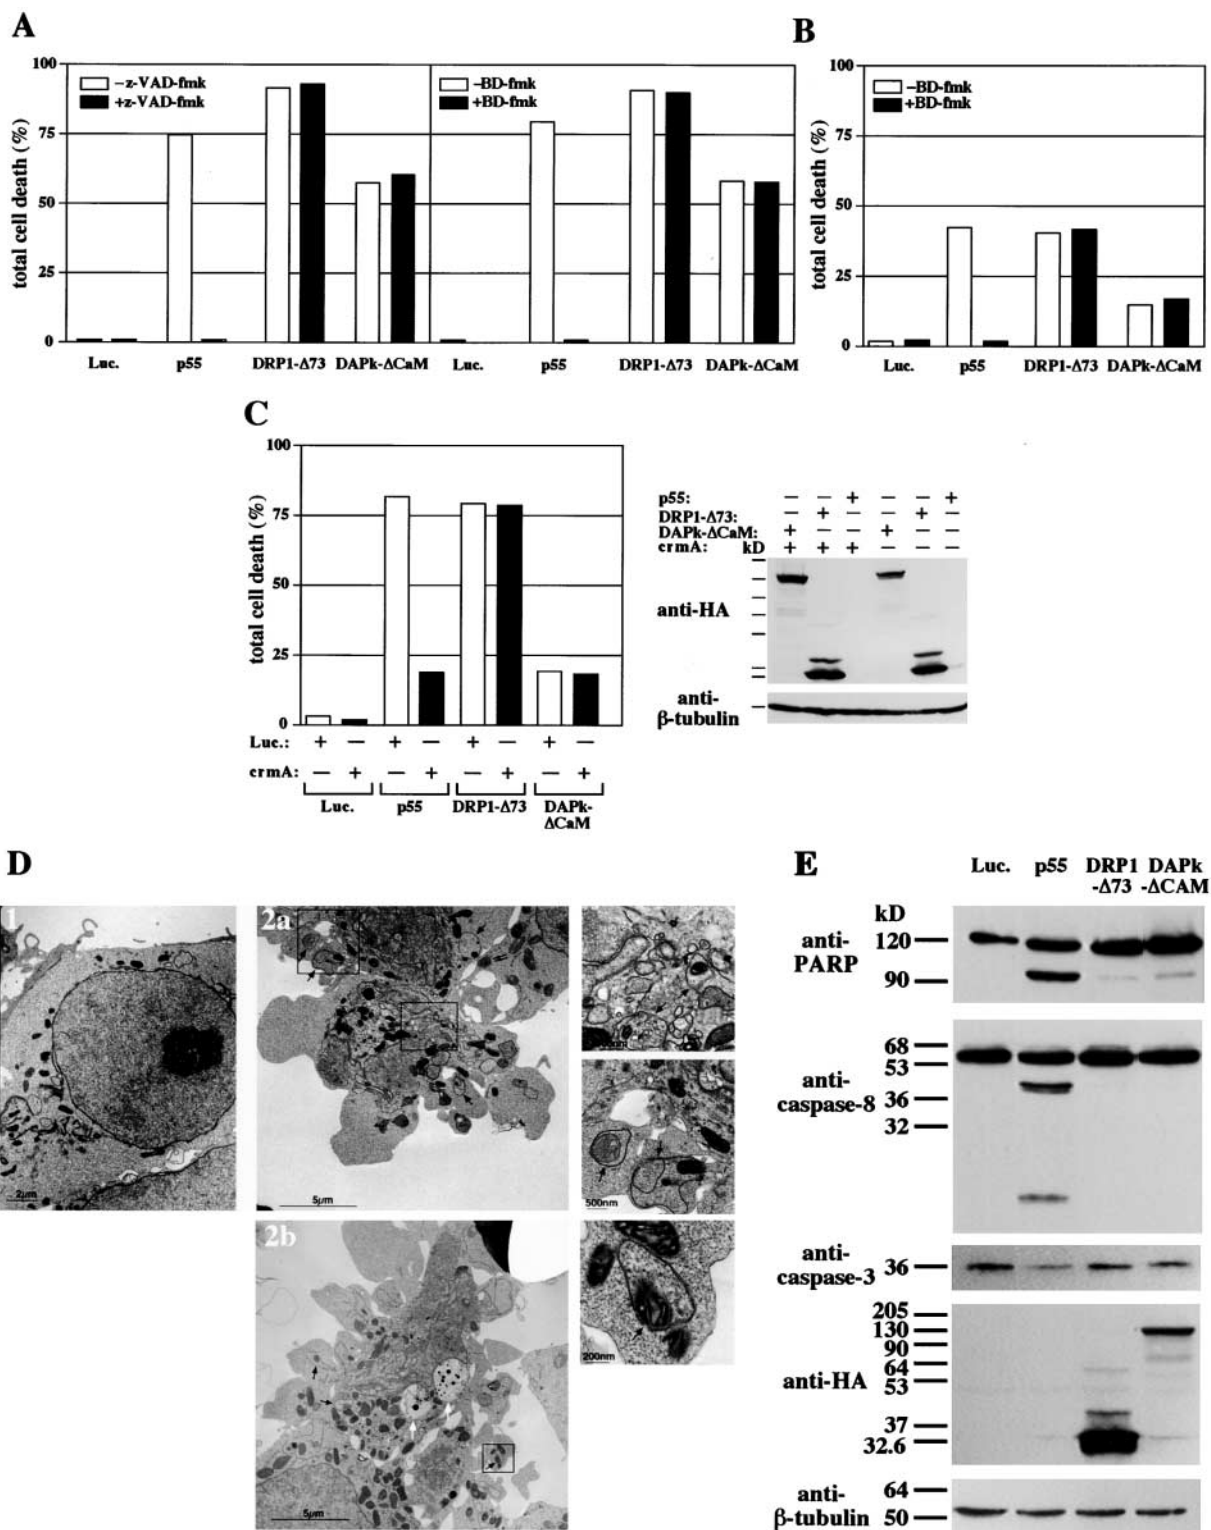 A
100
75
50
25
0
total cell death (%)
−z-VAD-fmk
+z-VAD-fmk
−BD-fmk
+BD-fmk
Luc. p55 DRP1-Δ73 DAPk-ΔCaM Luc. p55 DRP1-Δ73 DAPk-ΔCaM
B
100
75
50
25
0
total cell death (%)
−BD-fmk
+BD-fmk
Luc. p55 DRP1-Δ73 DAPk-ΔCaM
C
100
75
50
25
0
total cell death (%)
Luc.: + − + − + − + −
crmA: − + − + − + − +
Luc. p55 DRP1-Δ73 DAPk-
ΔCaM
p55: − − + − − +
DRP1-Δ73: − + − − + −
DAPk-ΔCaM: + − − + − −
crmA: kD + + + − − −
anti-HA
anti-
β-tubulin
D
1
2μm
2a
5μm
500nm
2b
5μm
200nm
E
Luc. p55 DRP1 DAPk
-Δ73 -ΔCAM
kD
anti-
PARP
120
90
anti-
caspase-8
68
53
36
32
anti-
caspase-3
36
anti-HA
205
130
90
64
53
37
32.6
anti-
β-tubulin
64
50